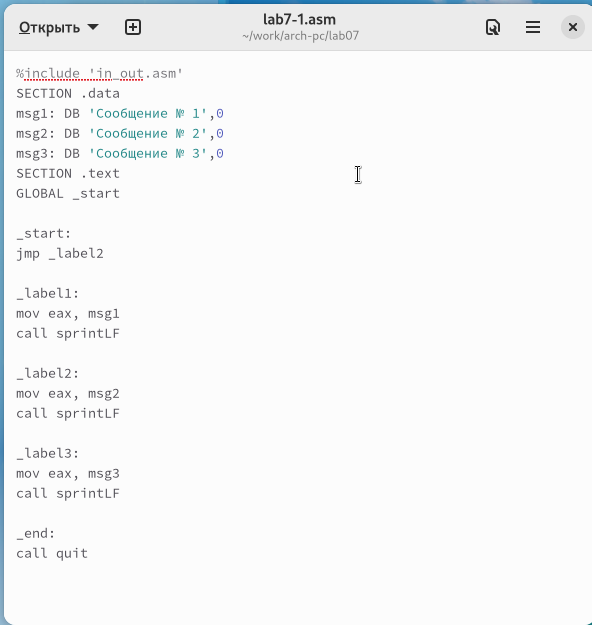 Открыть
lab7-1.asm
~/work/arch-pc/lab07
%include 'in_out.asm'
SECTION .data
msg1: DB 'Сообщение № 1',0
msg2: DB 'Сообщение № 2',0
msg3: DB 'Сообщение № 3',0
SECTION .text
GLOBAL _start
_start:
jmp _label2
_label1:
mov eax, msg1
call sprintLF
_label2:
mov eax, msg2
call sprintLF
_label3:
mov eax, msg3
call sprintLF
_end:
call quit